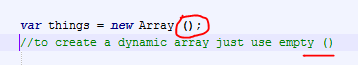 var things = new Array ();
//to create a dynamic array just use empty ()